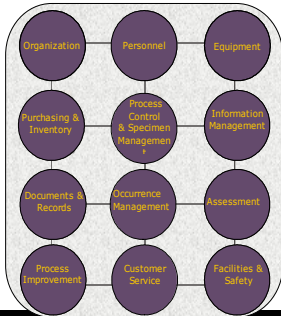 Organization
Personnel
Equipment
Purchasing &
Inventory
Process
Control
& Specimen
Managemen
Information
Management
Documents &
Records
Occurrence
Management
Assessment
Process
Improvement
Customer
Service
Facilities &
Safety